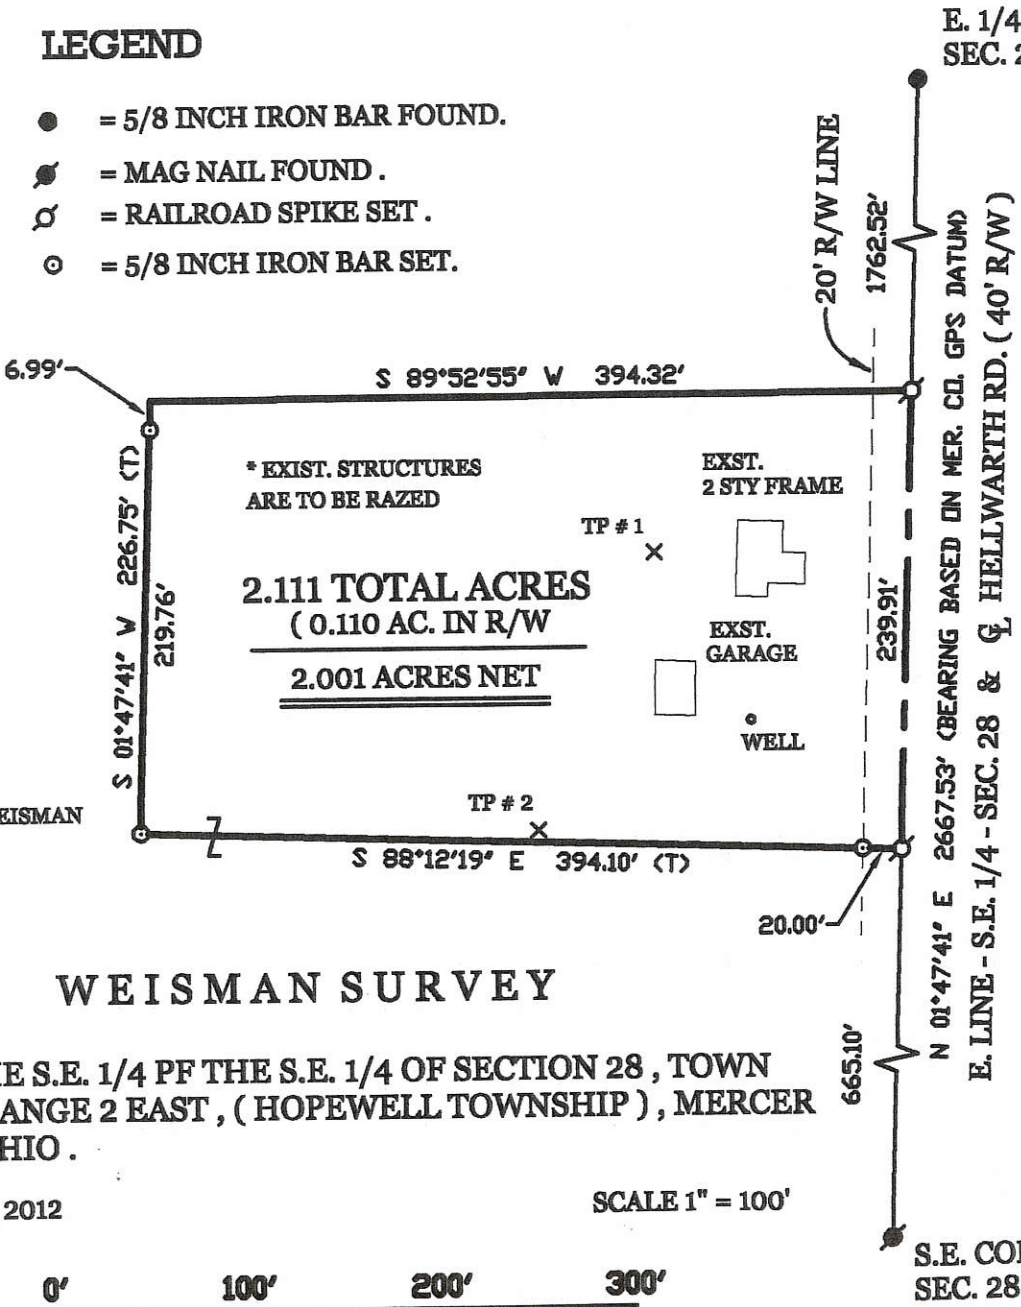 E. 1/4
SEC. 2
LEGEND
= 5/8 INCH IRON BAR FOUND.
= MAG NAIL FOUND .
= RAILROAD SPIKE SET .
= 5/8 INCH IRON BAR SET.
20' R/W LINE
1762.52'
6.99'
S 89°52'55" W 394.32'
* EXIST. STRUCTURES
ARE TO BE RAZED
EXST.
2 STY FRAME
TP # 1
S 01°47'41" W 226.75' (T)
219.76'
2.111 TOTAL ACRES
( 0.110 AC. IN R/W
2.001 ACRES NET
EXST.
GARAGE
WELL
239.91'
N 01°47'41" E 2667.53' (BEARING BASED ON MER. CO. GPS DATUM)
E. LINE - S.E. 1/4 - SEC. 28 & ℄ HELLWARTH RD. ( 40' R/W )
EISMAN
TP # 2
S 88°12'19" E 394.10' (T)
20.00'
665.10'
WEISMAN SURVEY
IE S.E. 1/4 PF THE S.E. 1/4 OF SECTION 28 , TOWN
ANGE 2 EAST , ( HOPEWELL TOWNSHIP ) , MERCER
HIO .
2012
SCALE 1" = 100'
0' 100' 200' 300'
S.E. COI
SEC. 28